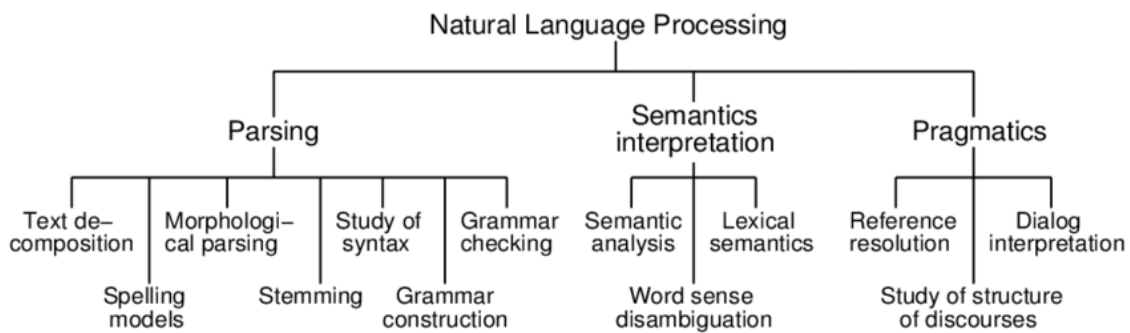 Natural Language Processing
Parsing
Semantics
interpretation
Pragmatics
Text de–
composition
Morphologi–
cal parsing
Study of
syntax
Grammar
checking
Semantic
analysis
Lexical
semantics
Reference
resolution
Dialog
interpretation
Spelling
models
Stemming
Grammar
construction
Word sense
disambiguation
Study of structure
of discourses